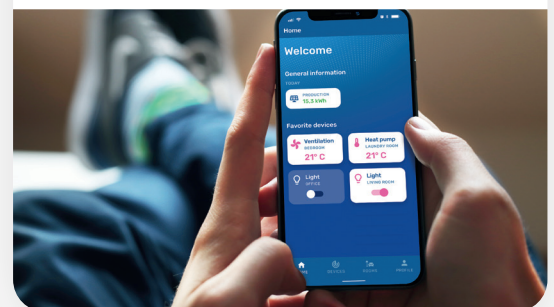 Home
Welcome
General information
TODAY
PRODUCTION
13,3 kWh
Favorite devices
Ventilation
BEDROOM
21° C
Heat pump
LAUNDRY ROOM
21° C
Light
OFFICE
Light
LIVING ROOM
DEVICES
ROOMS
PROFILE